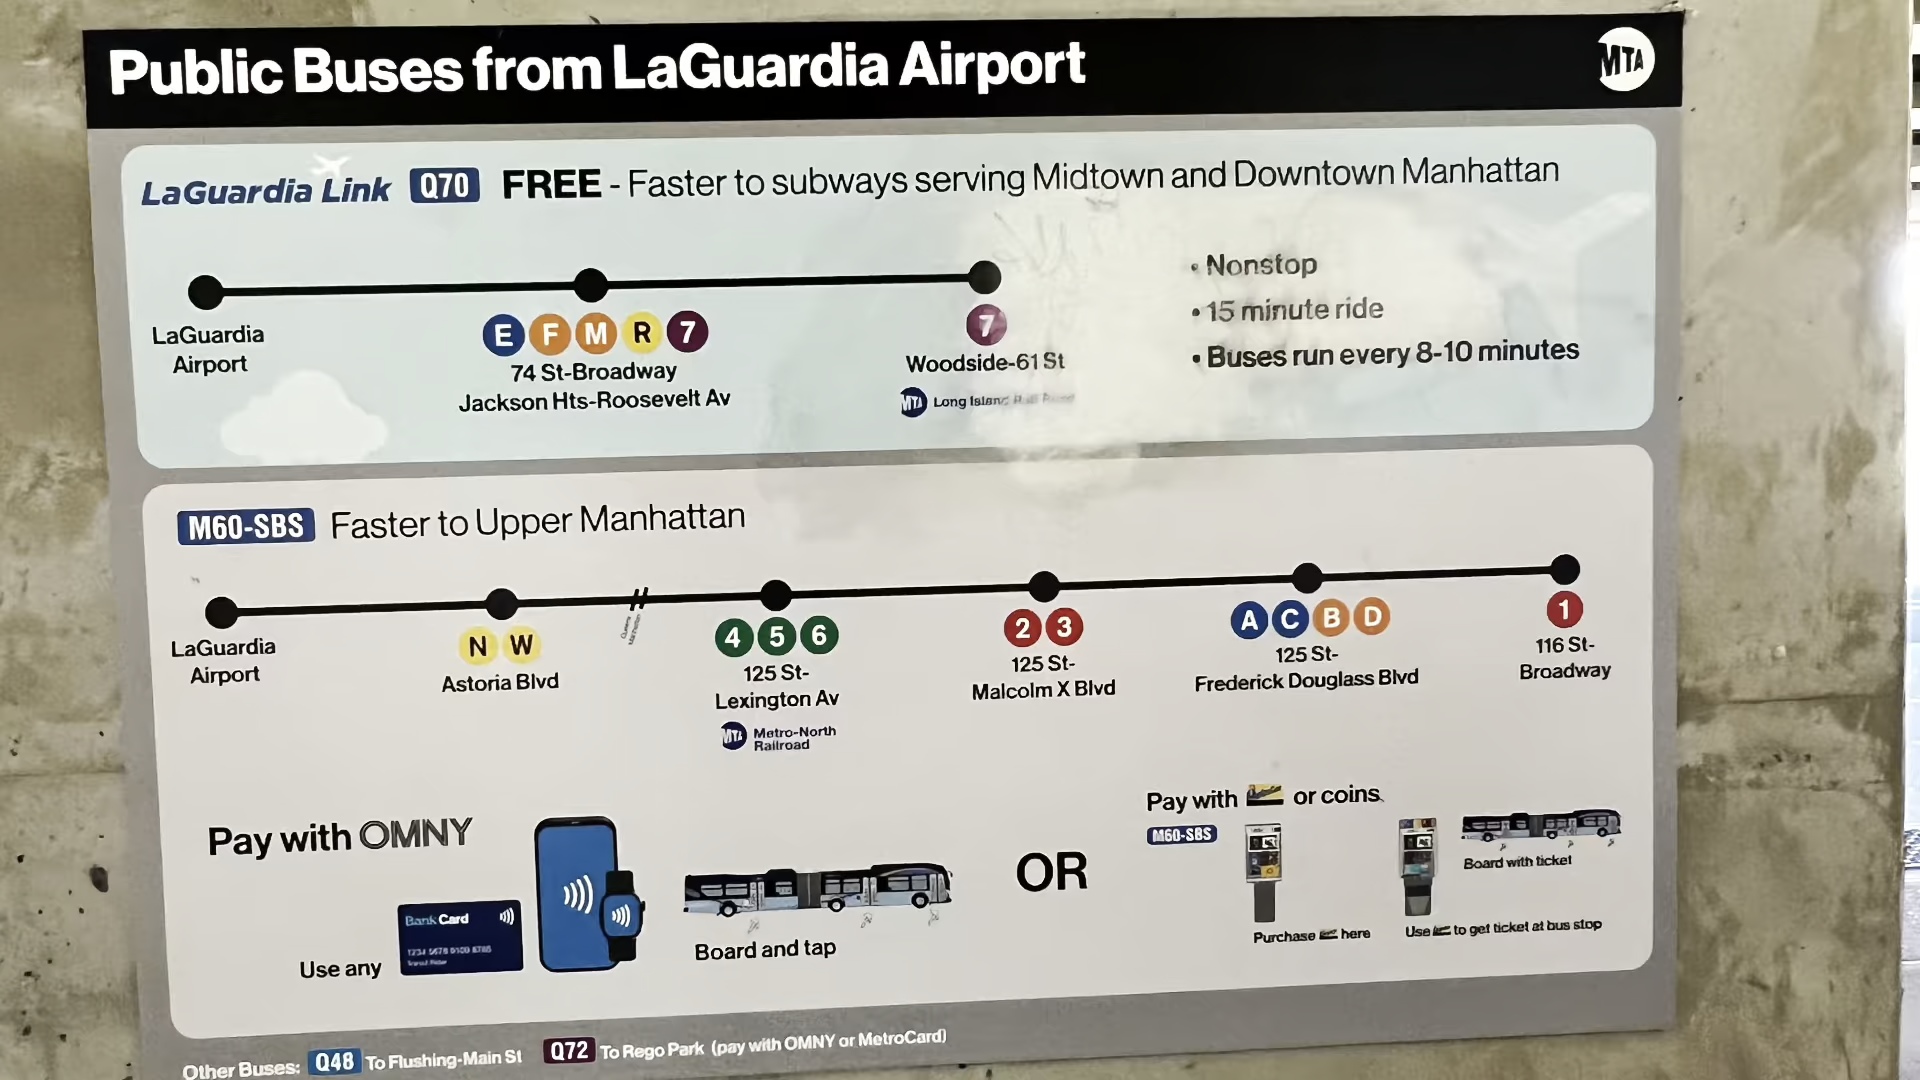 Public Buses from LaGuardia Airport
MTA
LaGuardia Link Q70 FREE - Faster to subways serving Midtown and Downtown Manhattan
• Nonstop
• 15 minute ride
• Buses run every 8-10 minutes
LaGuardia
Airport
E F M R 7
74 St-Broadway
Jackson Hts-Roosevelt Av
7
Woodside-61 St
MTA Long Island Rail Road
M60-SBS Faster to Upper Manhattan
LaGuardia
Airport
N W
Astoria Blvd
4 5 6
125 St-
Lexington Av
MTA Metro-North
Railroad
2 3
125 St-
Malcolm X Blvd
A C B D
125 St-
Frederick Douglass Blvd
1
116 St-
Broadway
Pay with OMNY
Use any
Bank Card
Board and tap
OR
Pay with or coins
M60-SBS
Purchase here
Use to get ticket at bus stop
Board with ticket
Other Buses: Q48 To Flushing-Main St Q72 To Rego Park (pay with OMNY or MetroCard)